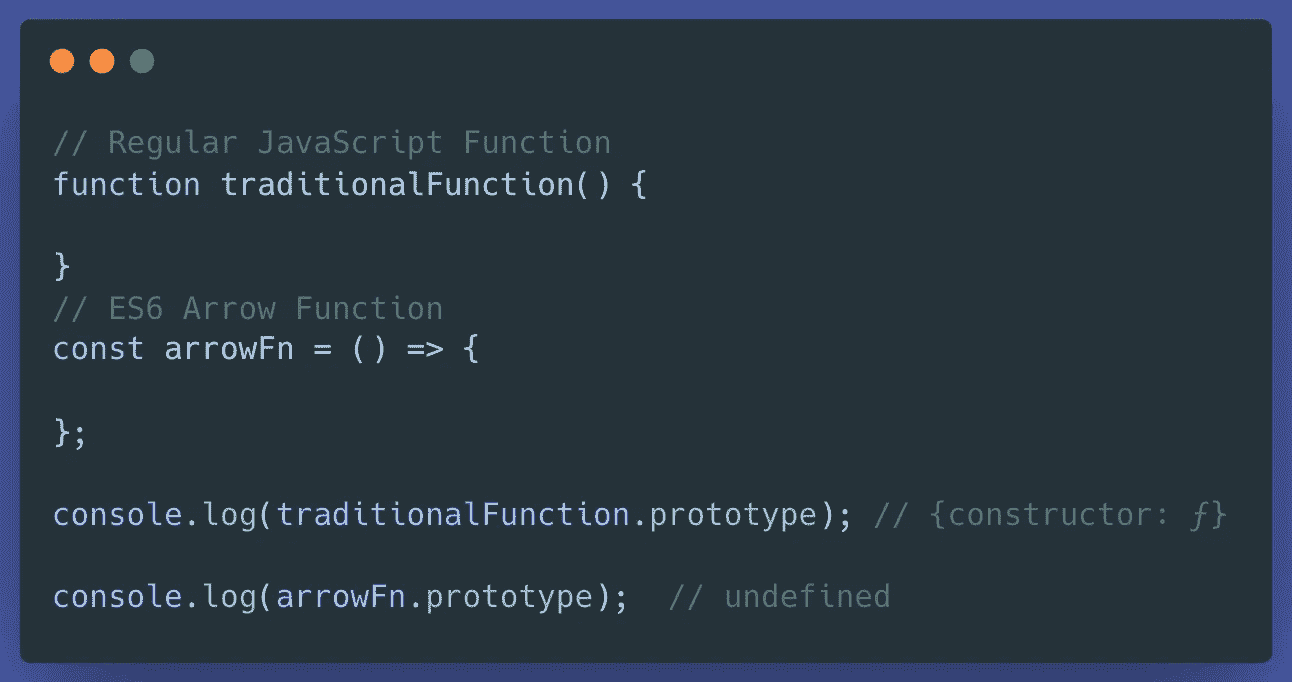 // Regular JavaScript Function
function traditionalFunction() {
}
// ES6 Arrow Function
const arrowFn = () => {
};
console.log(traditionalFunction.prototype); // {constructor: ƒ}
console.log(arrowFn.prototype);  // undefined